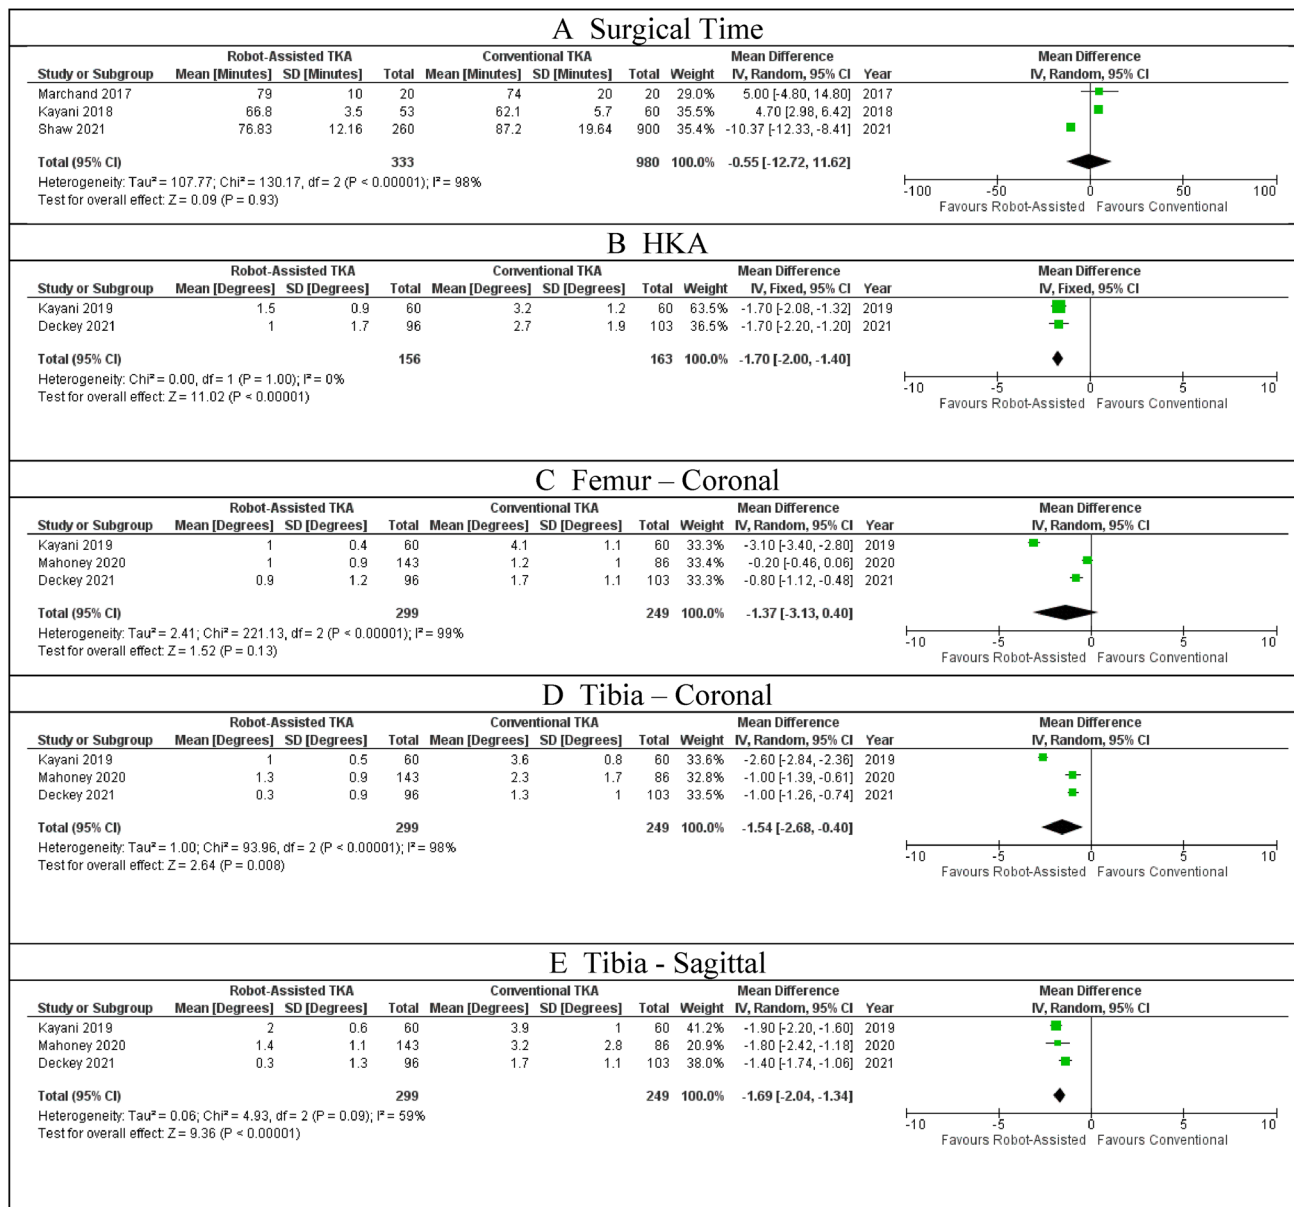 A Surgical Time
Robot-Assisted TKA Conventional TKA Mean Difference Mean Difference
Study or Subgroup Mean [Minutes] SD [Minutes] Total Mean [Minutes] SD [Minutes] Total Weight IV, Random, 95% CI Year IV, Random, 95% CI
Marchand 2017 79 10 20 74 20 20 29.0% 5.00 [-4.80, 14.80] 2017
Kayani 2018 66.8 3.5 53 62.1 5.7 60 35.5% 4.70 [2.98, 6.42] 2018
Shaw 2021 76.83 12.16 260 87.2 19.64 900 35.4% -10.37 [-12.33, -8.41] 2021
Total (95% CI) 333 980 100.0% -0.55 [-12.72, 11.62]
Heterogeneity: Tau² = 107.77; Chi² = 130.17, df = 2 (P < 0.00001); I² = 98%
Test for overall effect: Z = 0.09 (P = 0.93)
-100 -50 0 50 100
Favours Robot-Assisted Favours Conventional
B HKA
Robot-Assisted TKA Conventional TKA Mean Difference Mean Difference
Study or Subgroup Mean [Degrees] SD [Degrees] Total Mean [Degrees] SD [Degrees] Total Weight IV, Fixed, 95% CI Year IV, Fixed, 95% CI
Kayani 2019 1.5 0.9 60 3.2 1.2 60 63.5% -1.70 [-2.08, -1.32] 2019
Deckey 2021 1 1.7 96 2.7 1.9 103 36.5% -1.70 [-2.20, -1.20] 2021
Total (95% CI) 156 163 100.0% -1.70 [-2.00, -1.40]
Heterogeneity: Chi² = 0.00, df = 1 (P = 1.00); I² = 0%
Test for overall effect: Z = 11.02 (P < 0.00001)
-10 -5 0 5 10
Favours Robot-Assisted Favours Conventional
C Femur – Coronal
Robot-Assisted TKA Conventional TKA Mean Difference Mean Difference
Study or Subgroup Mean [Degrees] SD [Degrees] Total Mean [Degrees] SD [Degrees] Total Weight IV, Random, 95% CI Year IV, Random, 95% CI
Kayani 2019 1 0.4 60 4.1 1.1 60 33.3% -3.10 [-3.40, -2.80] 2019
Mahoney 2020 1 0.9 143 1.2 1 86 33.4% -0.20 [-0.46, 0.06] 2020
Deckey 2021 0.9 1.2 96 1.7 1.1 103 33.3% -0.80 [-1.12, -0.48] 2021
Total (95% CI) 299 249 100.0% -1.37 [-3.13, 0.40]
Heterogeneity: Tau² = 2.41; Chi² = 221.13, df = 2 (P < 0.00001); I² = 99%
Test for overall effect: Z = 1.52 (P = 0.13)
-10 -5 0 5 10
Favours Robot-Assisted Favours Conventional
D Tibia – Coronal
Robot-Assisted TKA Conventional TKA Mean Difference Mean Difference
Study or Subgroup Mean [Degrees] SD [Degrees] Total Mean [Degrees] SD [Degrees] Total Weight IV, Random, 95% CI Year IV, Random, 95% CI
Kayani 2019 1 0.5 60 3.6 0.8 60 33.6% -2.60 [-2.84, -2.36] 2019
Mahoney 2020 1.3 0.9 143 2.3 1.7 86 32.8% -1.00 [-1.39, -0.61] 2020
Deckey 2021 0.3 0.9 96 1.3 1 103 33.5% -1.00 [-1.26, -0.74] 2021
Total (95% CI) 299 249 100.0% -1.54 [-2.68, -0.40]
Heterogeneity: Tau² = 1.00; Chi² = 93.96, df = 2 (P < 0.00001); I² = 98%
Test for overall effect: Z = 2.64 (P = 0.008)
-10 -5 0 5 10
Favours Robot-Assisted Favours Conventional
E Tibia - Sagittal
Robot-Assisted TKA Conventional TKA Mean Difference Mean Difference
Study or Subgroup Mean [Degrees] SD [Degrees] Total Mean [Degrees] SD [Degrees] Total Weight IV, Random, 95% CI Year IV, Random, 95% CI
Kayani 2019 2 0.6 60 3.9 1 60 41.2% -1.90 [-2.20, -1.60] 2019
Mahoney 2020 1.4 1.1 143 3.2 2.8 86 20.9% -1.80 [-2.42, -1.18] 2020
Deckey 2021 0.3 1.3 96 1.7 1.1 103 38.0% -1.40 [-1.74, -1.06] 2021
Total (95% CI) 299 249 100.0% -1.69 [-2.04, -1.34]
Heterogeneity: Tau² = 0.06; Chi² = 4.93, df = 2 (P = 0.09); I² = 59%
Test for overall effect: Z = 9.36 (P < 0.00001)
-10 -5 0 5 10
Favours Robot-Assisted Favours Conventional